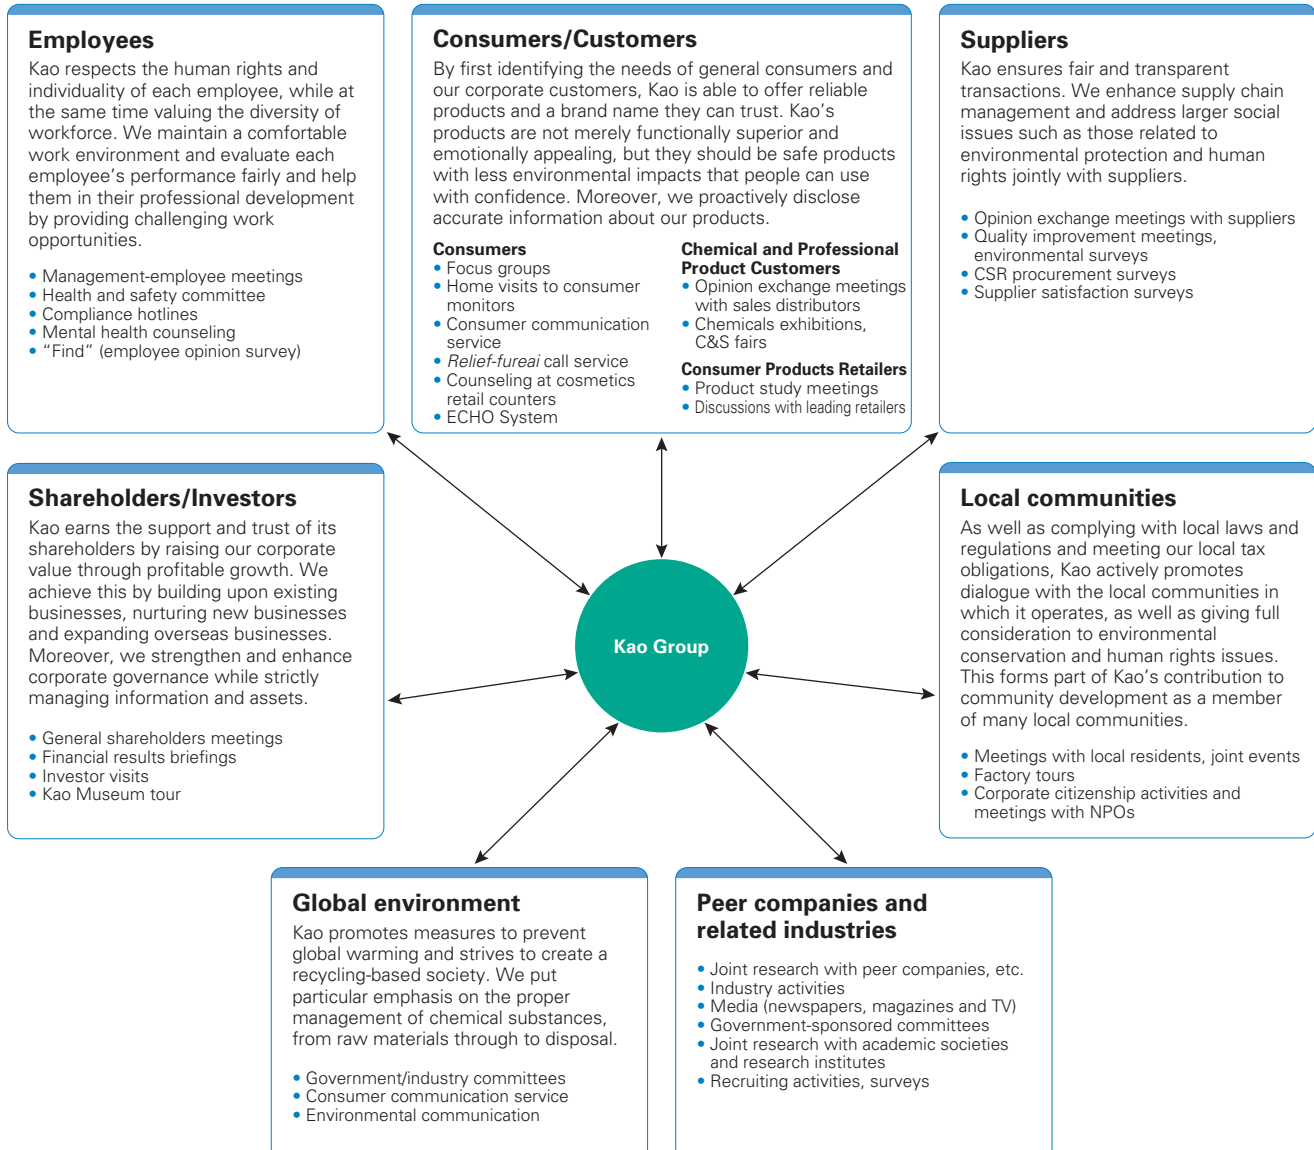 Employees
Kao respects the human rights and
individuality of each employee, while at
the same time valuing the diversity of
workforce. We maintain a comfortable
work environment and evaluate each
employee's performance fairly and help
them in their professional development
by providing challenging work
opportunities.
• Management-employee meetings
• Health and safety committee
• Compliance hotlines
• Mental health counseling
• “Find” (employee opinion survey)
Consumers/Customers
By first identifying the needs of general consumers and
our corporate customers, Kao is able to offer reliable
products and a brand name they can trust. Kao's
products are not merely functionally superior and
emotionally appealing, but they should be safe products
with less environmental impacts that people can use
with confidence. Moreover, we proactively disclose
accurate information about our products.
Consumers
• Focus groups
• Home visits to consumer
monitors
• Consumer communication
service
• Relief-fureai call service
• Counseling at cosmetics
retail counters
• ECHO System
Chemical and Professional
Product Customers
• Opinion exchange meetings
with sales distributors
• Chemicals exhibitions,
C&S fairs
Consumer Products Retailers
• Product study meetings
• Discussions with leading retailers
Suppliers
Kao ensures fair and transparent
transactions. We enhance supply chain
management and address larger social
issues such as those related to
environmental protection and human
rights jointly with suppliers.
• Opinion exchange meetings with suppliers
• Quality improvement meetings,
environmental surveys
• CSR procurement surveys
• Supplier satisfaction surveys
Shareholders/Investors
Kao earns the support and trust of its
shareholders by raising our corporate
value through profitable growth. We
achieve this by building upon existing
businesses, nurturing new businesses
and expanding overseas businesses.
Moreover, we strengthen and enhance
corporate governance while strictly
managing information and assets.
• General shareholders meetings
• Financial results briefings
• Investor visits
• Kao Museum tour
Kao Group
Local communities
As well as complying with local laws and
regulations and meeting our local tax
obligations, Kao actively promotes
dialogue with the local communities in
which it operates, as well as giving full
consideration to environmental
conservation and human rights issues.
This forms part of Kao's contribution to
community development as a member
of many local communities.
• Meetings with local residents, joint events
• Factory tours
• Corporate citizenship activities and
meetings with NPOs
Global environment
Kao promotes measures to prevent
global warming and strives to create a
recycling-based society. We put
particular emphasis on the proper
management of chemical substances,
from raw materials through to disposal.
• Government/industry committees
• Consumer communication service
• Environmental communication
Peer companies and
related industries
• Joint research with peer companies, etc.
• Industry activities
• Media (newspapers, magazines and TV)
• Government-sponsored committees
• Joint research with academic societies
and research institutes
• Recruiting activities, surveys